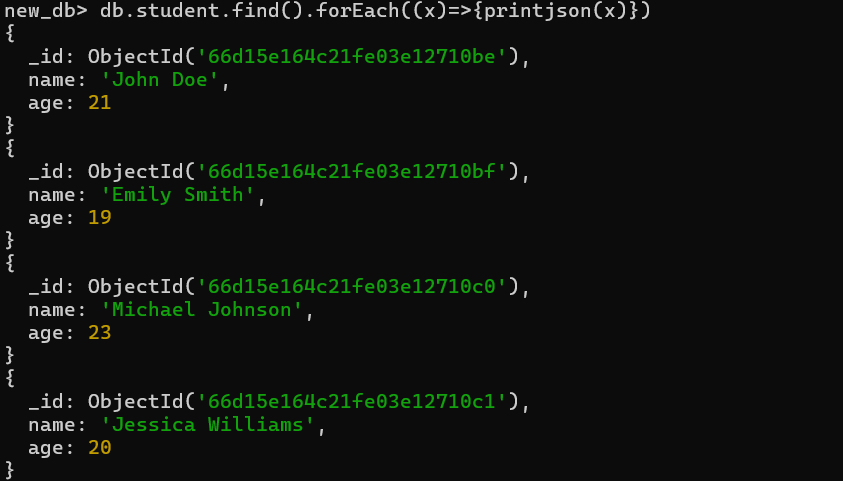 new_db> db.student.find().forEach((x)=>{printjson(x)})
{
  _id: ObjectId('66d15e164c21fe03e12710be'),
  name: 'John Doe',
  age: 21
}
{
  _id: ObjectId('66d15e164c21fe03e12710bf'),
  name: 'Emily Smith',
  age: 19
}
{
  _id: ObjectId('66d15e164c21fe03e12710c0'),
  name: 'Michael Johnson',
  age: 23
}
{
  _id: ObjectId('66d15e164c21fe03e12710c1'),
  name: 'Jessica Williams',
  age: 20
}